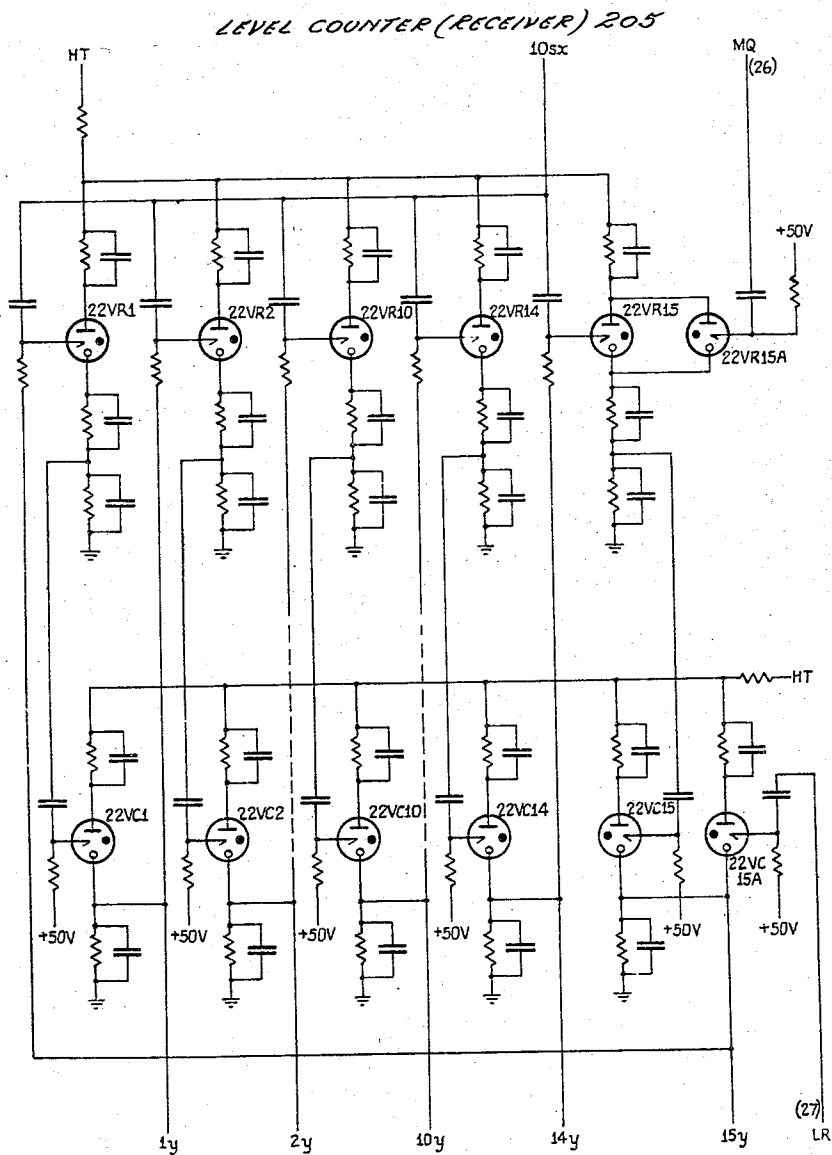 LEVEL COUNTER (RECEIVER) 205
HT
10sx
MQ
(26)
+50V
22VR1
22VR2
22VR10
22VR14
22VR15
22VR15A
HT
22VC1
22VC2
22VC10
22VC14
22VC15
22VC
15A
+50V
+50V
+50V
+50V
+50V
+50V
(27)
1y
2y
10y
14y
15y
LR